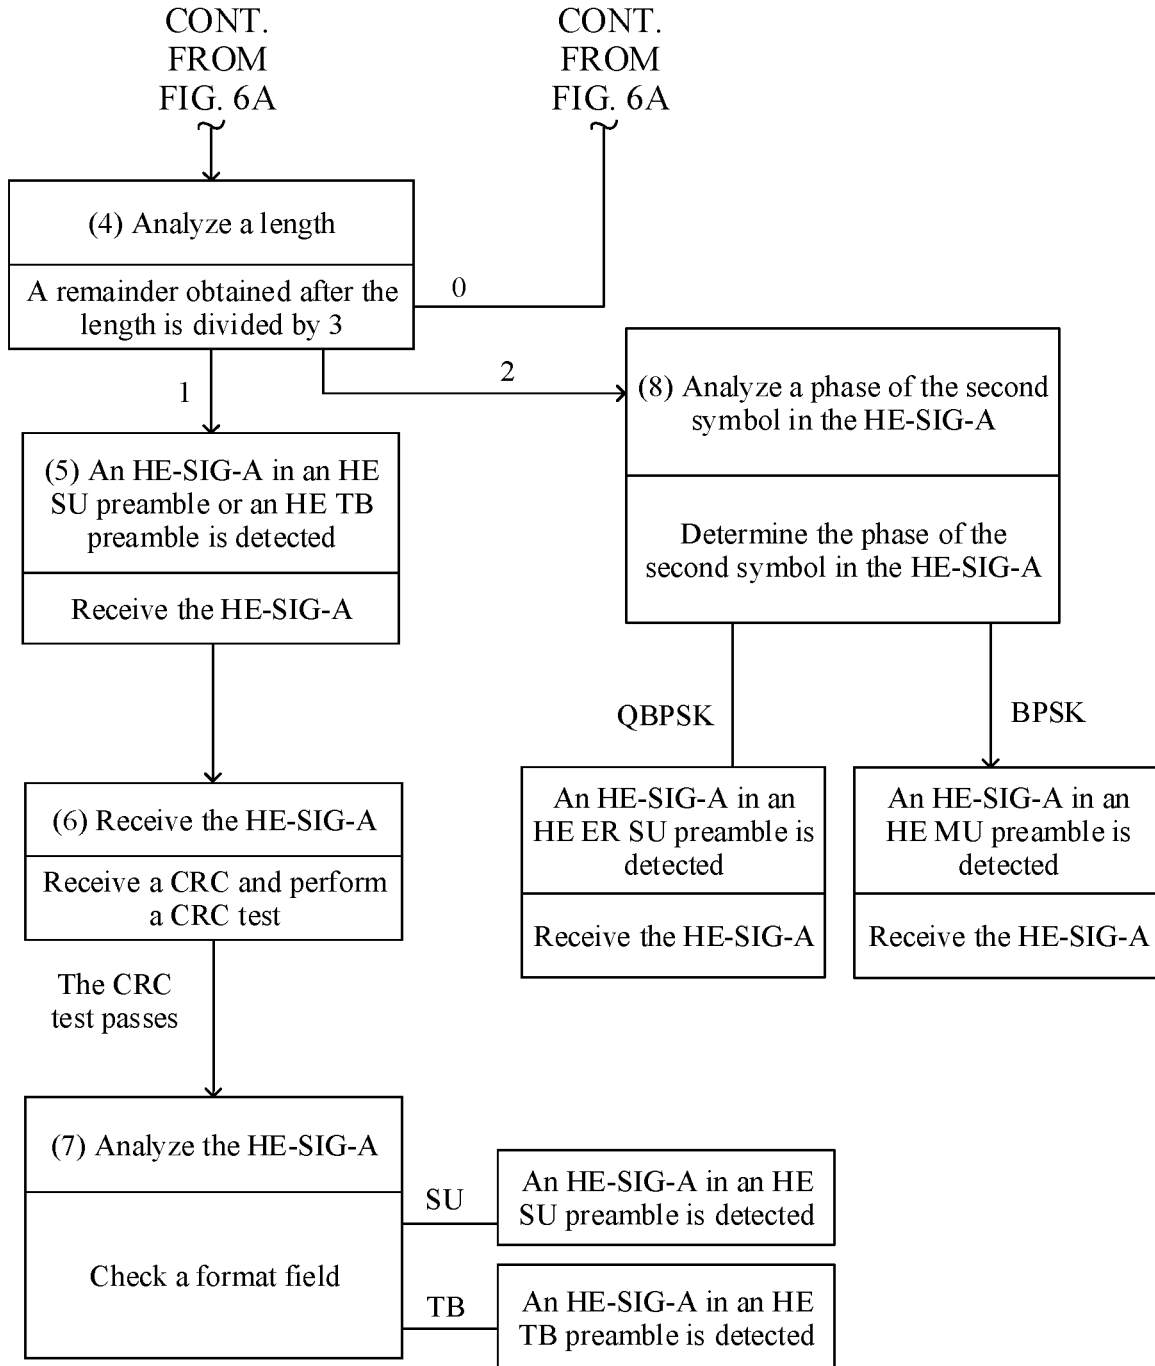 CONT.
FROM
FIG. 6A
CONT.
FROM
FIG. 6A
(4) Analyze a length
A remainder obtained after the
length is divided by 3
0
1
2
(8) Analyze a phase of the second
symbol in the HE-SIG-A
Determine the phase of the
second symbol in the HE-SIG-A
(5) An HE-SIG-A in an HE
SU preamble or an HE TB
preamble is detected
Receive the HE-SIG-A
QBPSK
BPSK
An HE-SIG-A in an
HE ER SU preamble is
detected
Receive the HE-SIG-A
An HE-SIG-A in an
HE MU preamble is
detected
Receive the HE-SIG-A
(6) Receive the HE-SIG-A
Receive a CRC and perform
a CRC test
The CRC
test passes
(7) Analyze the HE-SIG-A
Check a format field
SU
An HE-SIG-A in an HE
SU preamble is detected
TB
An HE-SIG-A in an HE
TB preamble is detected